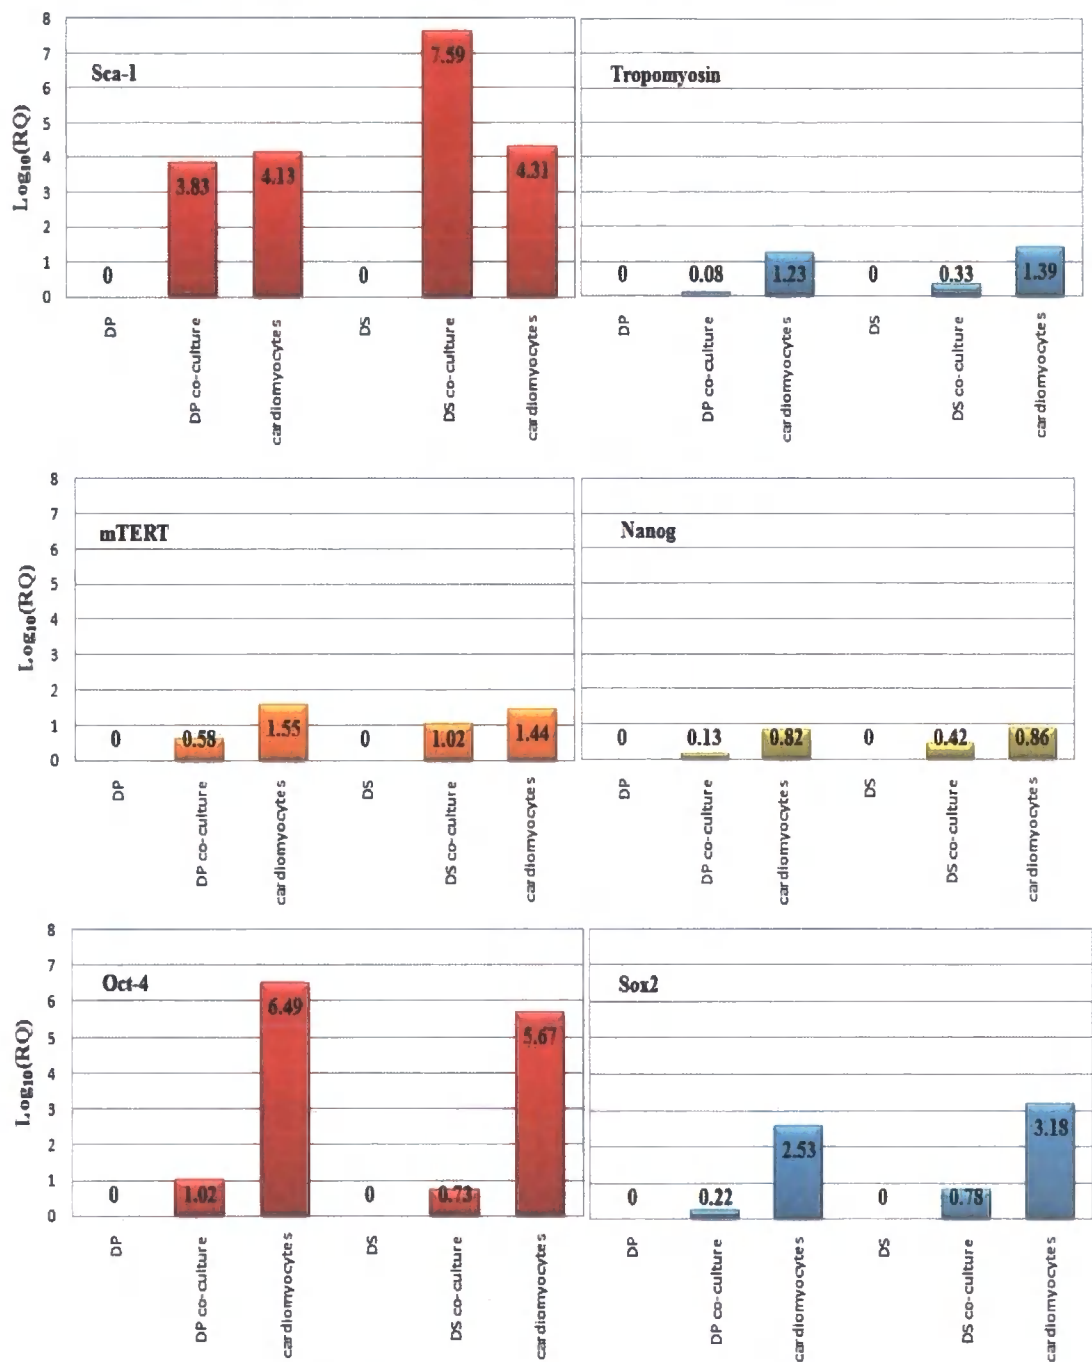 8
7
6
5
4
3
2
1
0
Log₁₀(RQ)
Sca-1
0
3.83
4.13
0
7.59
4.31
DP
DP co-culture
cardiomyocytes
DS
DS co-culture
cardiomyocytes
Tropomyosin
0
0.08
1.23
0
0.33
1.39
DP
DP co-culture
cardiomyocytes
DS
DS co-culture
cardiomyocytes
8
7
6
5
4
3
2
1
0
Log₁₀(RQ)
mTERT
0
0.58
1.55
0
1.02
1.44
DP
DP co-culture
cardiomyocytes
DS
DS co-culture
cardiomyocytes
Nanog
0
0.13
0.82
0
0.42
0.86
DP
DP co-culture
cardiomyocytes
DS
DS co-culture
cardiomyocytes
8
7
6
5
4
3
2
1
0
Log₁₀(RQ)
Oct-4
0
1.02
6.49
0
0.73
5.67
DP
DP co-culture
cardiomyocytes
DS
DS co-culture
cardiomyocytes
Sox2
0
0.22
2.53
0
0.78
3.18
DP
DP co-culture
cardiomyocytes
DS
DS co-culture
cardiomyocytes